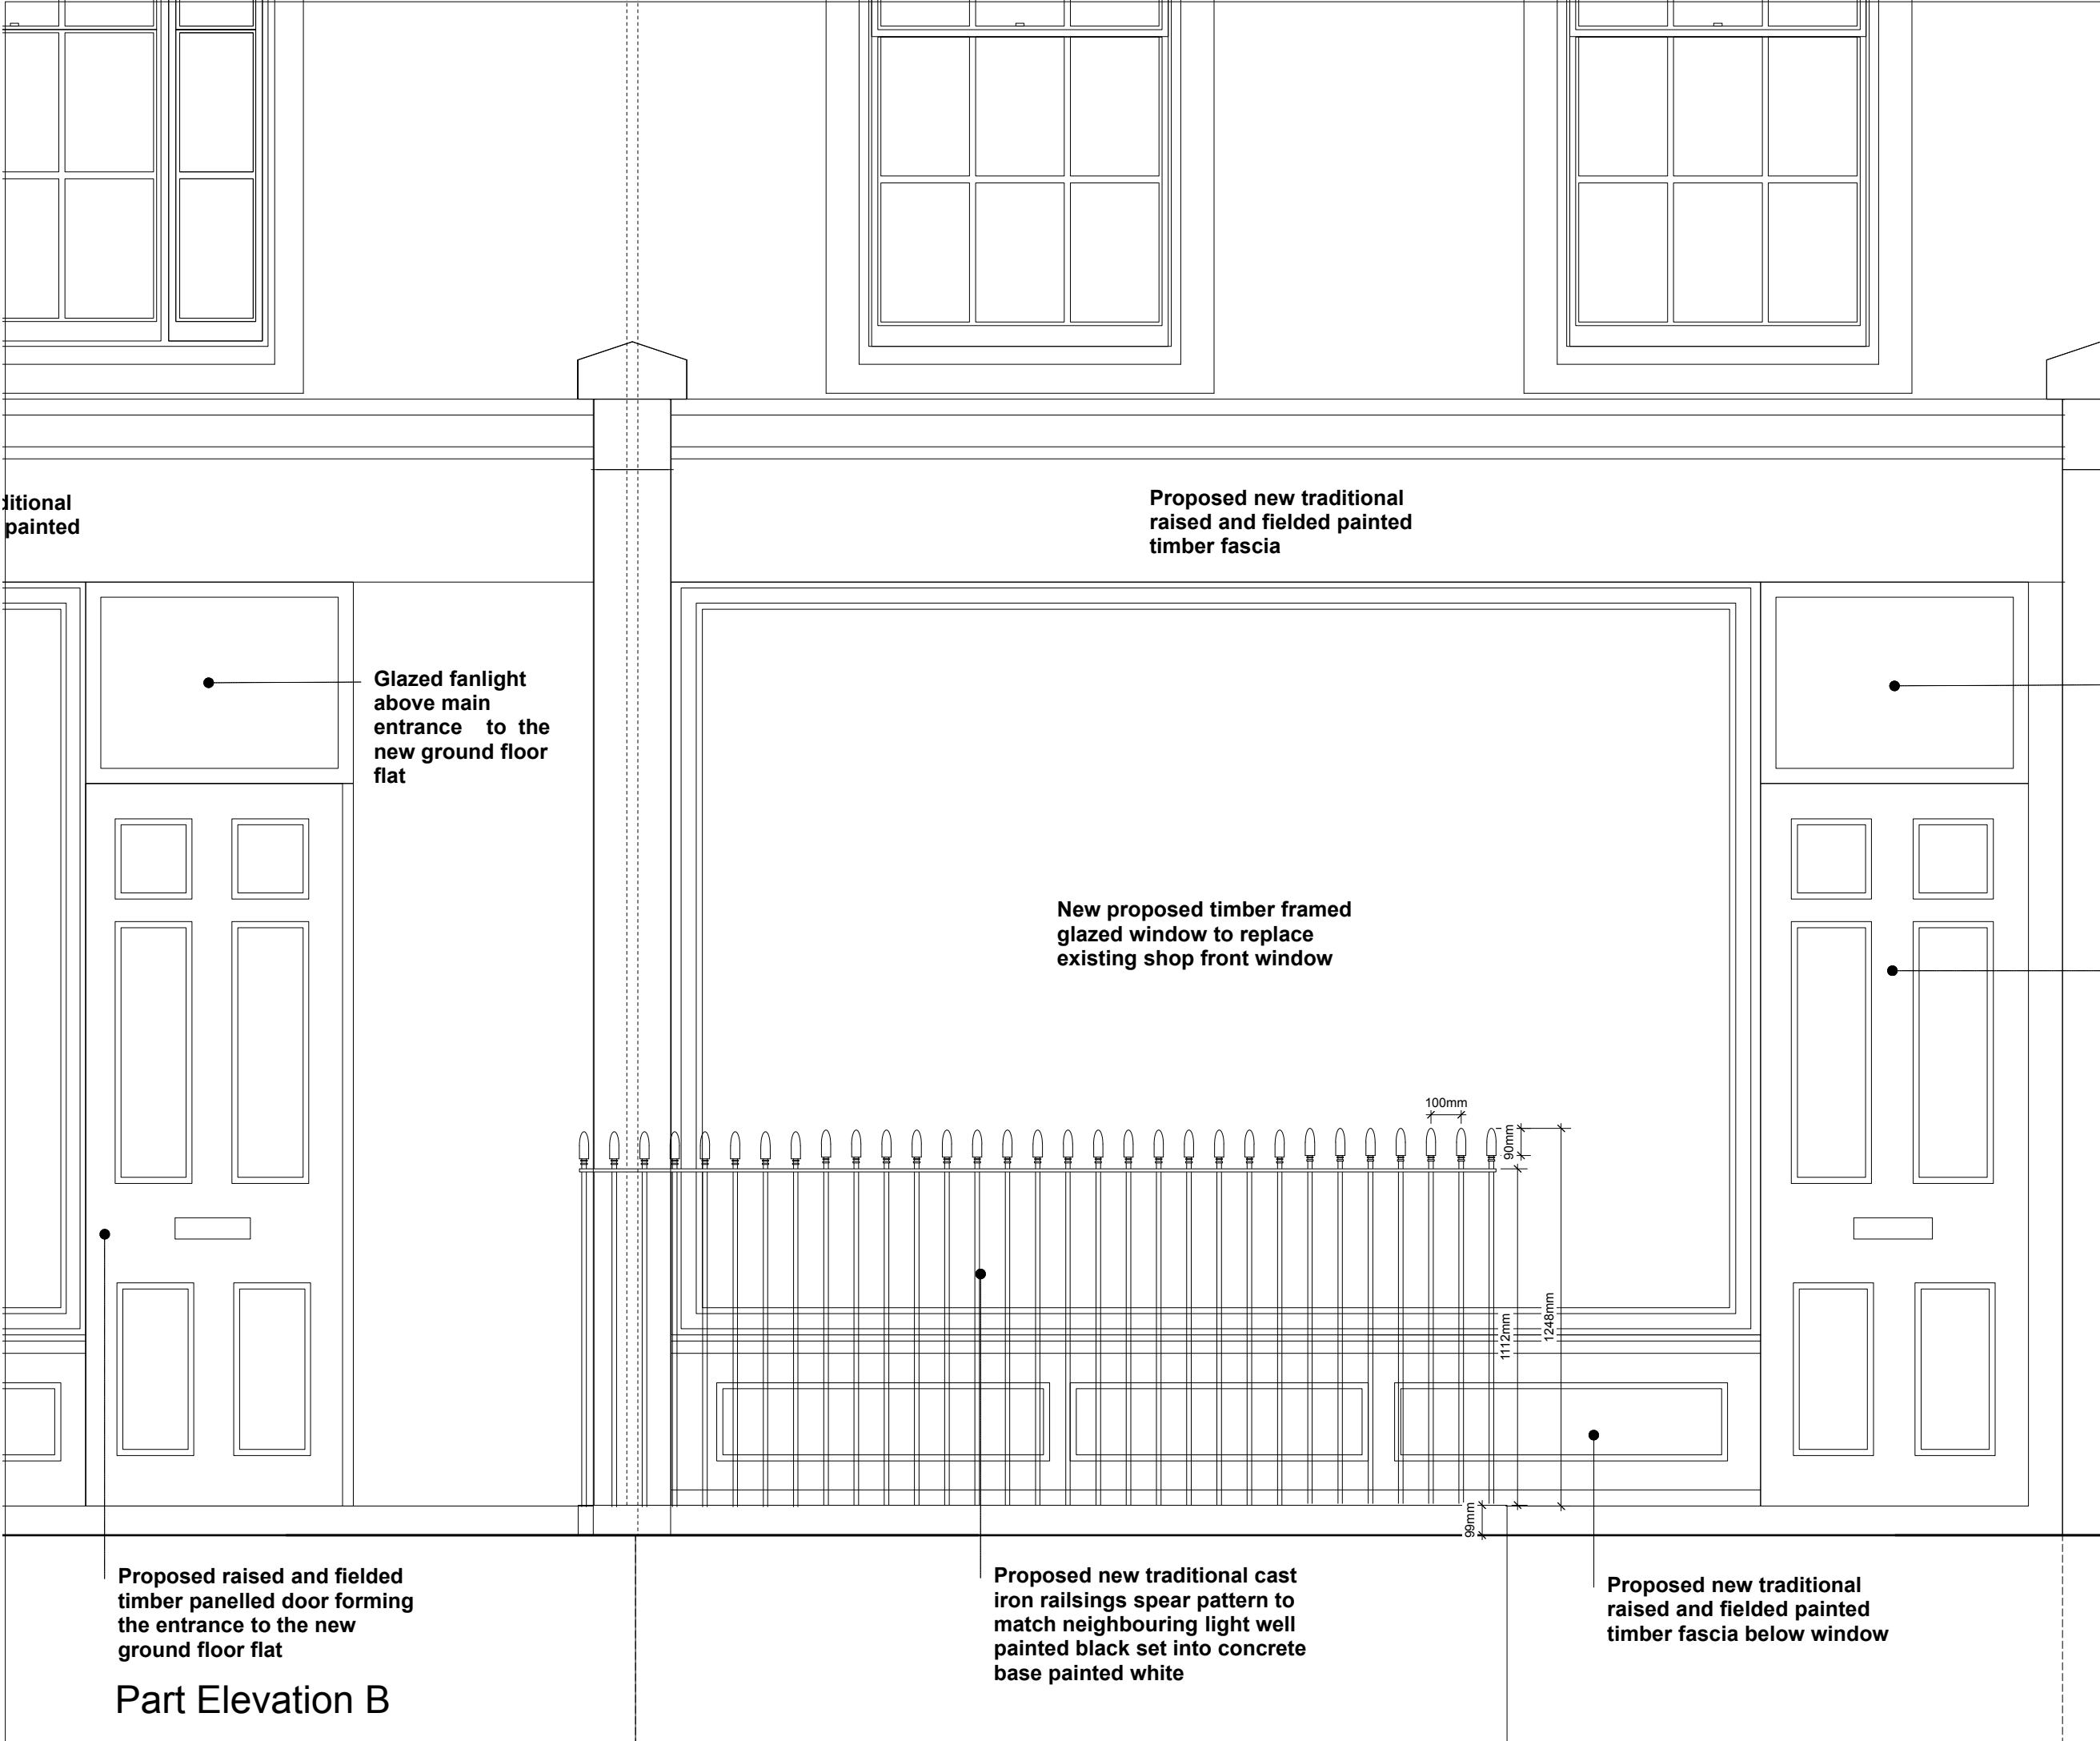 ditional
painted
Proposed new traditional
raised and fielded painted
timber fascia
Glazed fanlight
above main
entrance to the
new ground floor
flat
New proposed timber framed
glazed window to replace
existing shop front window
100mm
90mm
1112mm
1248mm
99mm
Proposed raised and fielded
timber panelled door forming
the entrance to the new
ground floor flat
Proposed new traditional cast
iron railsings spear pattern to
match neighbouring light well
painted black set into concrete
base painted white
Proposed new traditional
raised and fielded painted
timber fascia below window
Part Elevation B